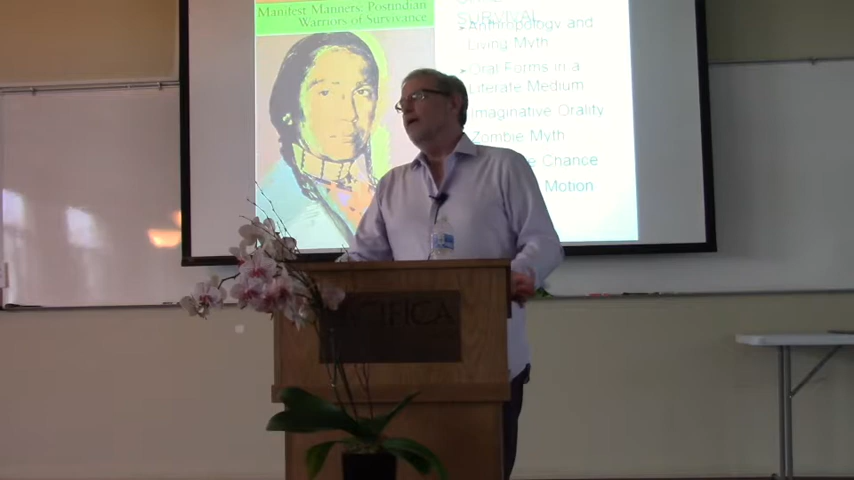 Manifest Manners: Postindian
Warriors of Survivance
SURVIVAL
Anthropology and
Living Myth
Oral Forms in a
Literate Medium
Imaginative Orality
Zombie Myth
Chance
Motion